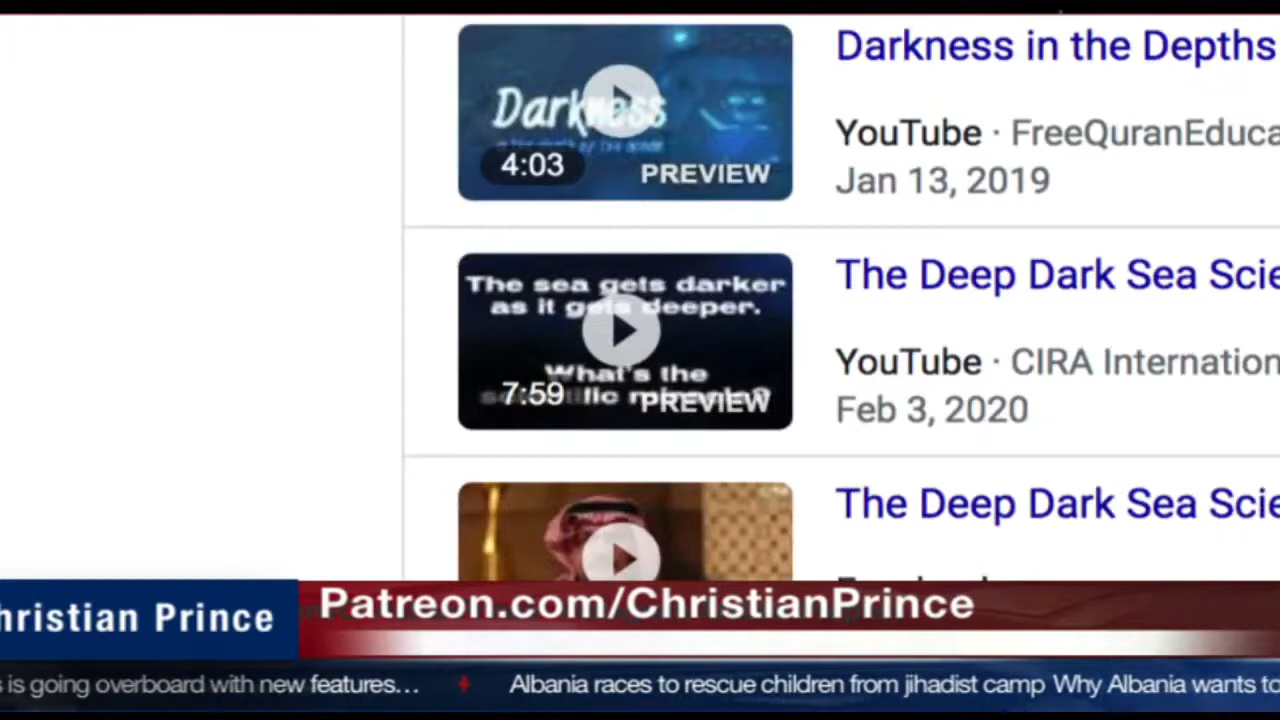 Darkness in the Depths
Darkness
4:03
PREVIEW
YouTube · FreeQuranEduca
Jan 13, 2019
The Deep Dark Sea Scie
The sea gets darker
as it gets deeper.
What's the
7:59
PREVIEW
YouTube · CIRA Internation
Feb 3, 2020
The Deep Dark Sea Scie
hristian Prince
Patreon.com/ChristianPrince
s is going overboard with new features... Albania races to rescue children from jihadist camp Why Albania wants to